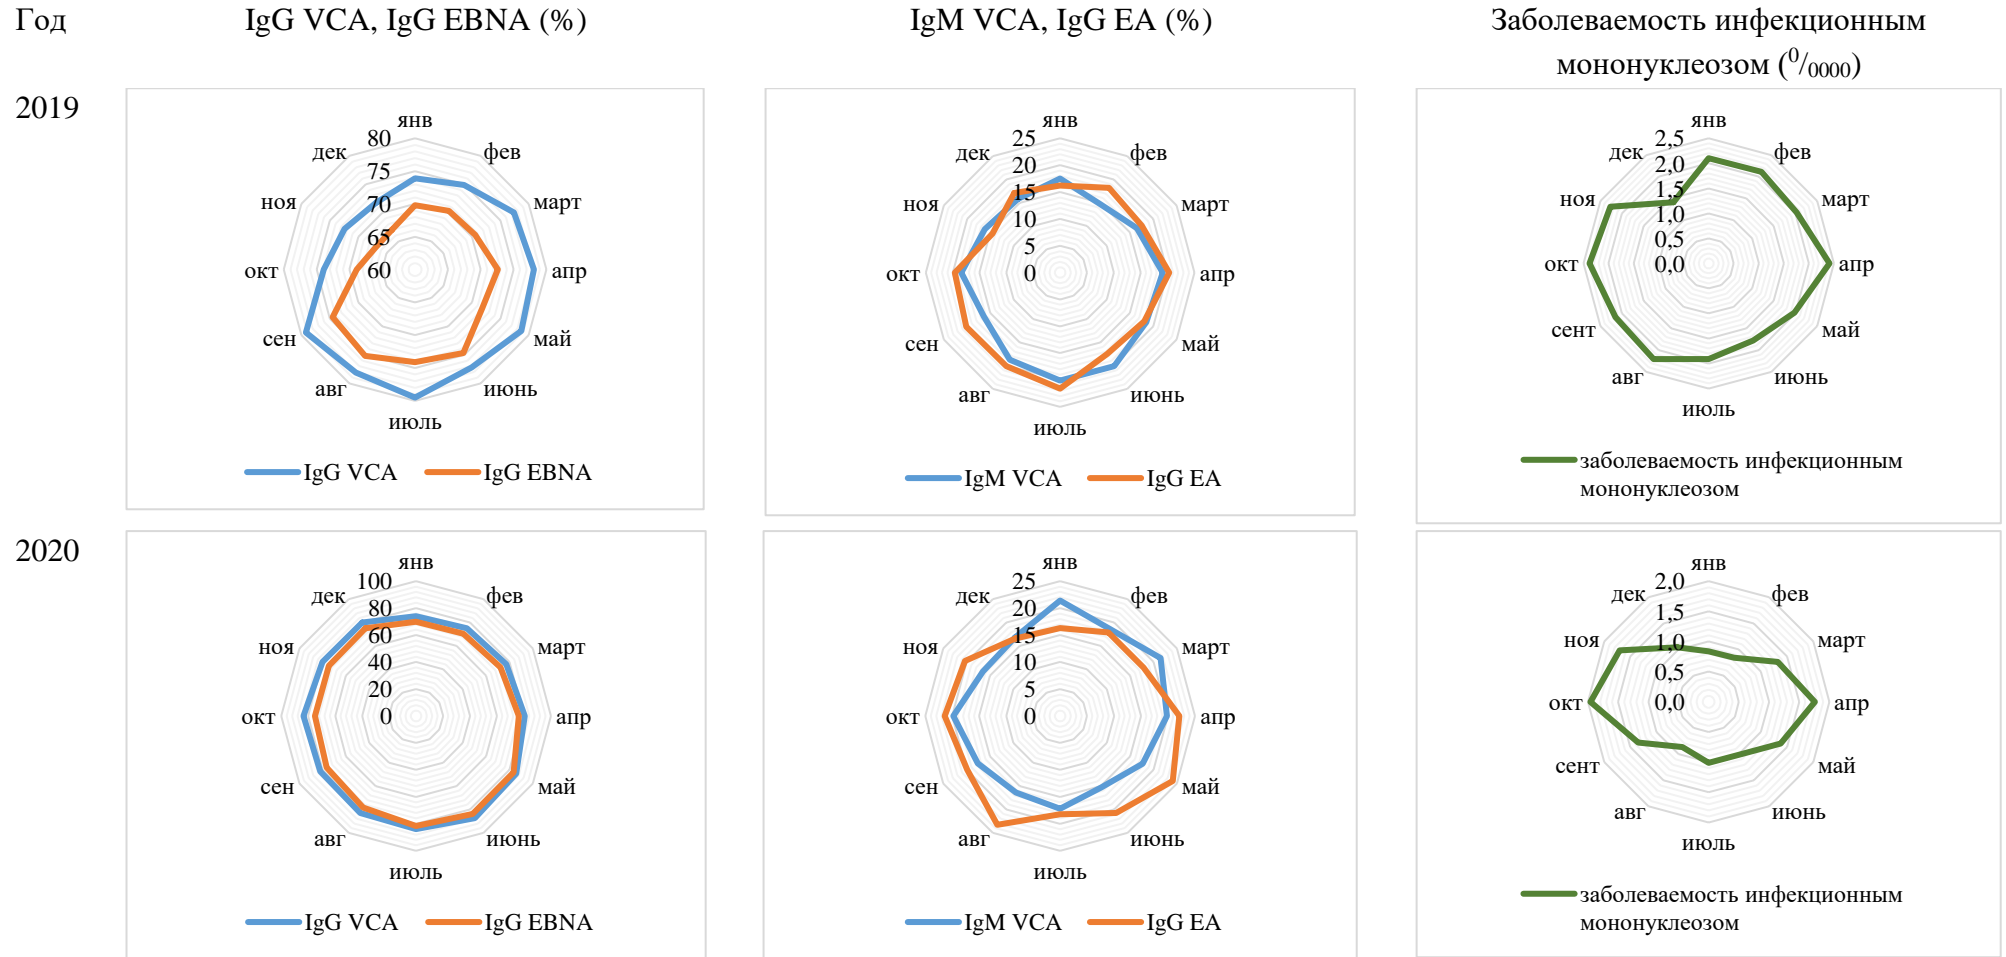 Год IgG VCA, IgG EBNA (%) IgM VCA, IgG EA (%) Заболеваемость инфекционным
мононуклеозом (⁰/₀₀₀₀)
2019
янв
80
дек фев
75
ноя 70 март
65
окт 60 апр
сен май
авг июнь
июль
IgG VCA IgG EBNA
янв
25
дек фев
20
15
ноя 10 март
5
окт 0 апр
сен май
авг июнь
июль
IgM VCA IgG EA
янв
2,5
дек 2,0 фев
ноя 1,5 март
1,0
0,5
окт 0,0 апр
сент май
авг июнь
июль
заболеваемость инфекционным
мононуклеозом
2020
янв
100
дек 80 фев
60
ноя 40 март
20
окт 0 апр
сен май
авг июнь
июль
IgG VCA IgG EBNA
янв
25
дек 20 фев
15
ноя 10 март
5
окт 0 апр
сен май
авг июнь
июль
IgM VCA IgG EA
янв
2,0
дек фев
1,5
ноя 1,0 март
0,5
окт 0,0 апр
сент май
авг июнь
июль
заболеваемость инфекционным
мононуклеозом